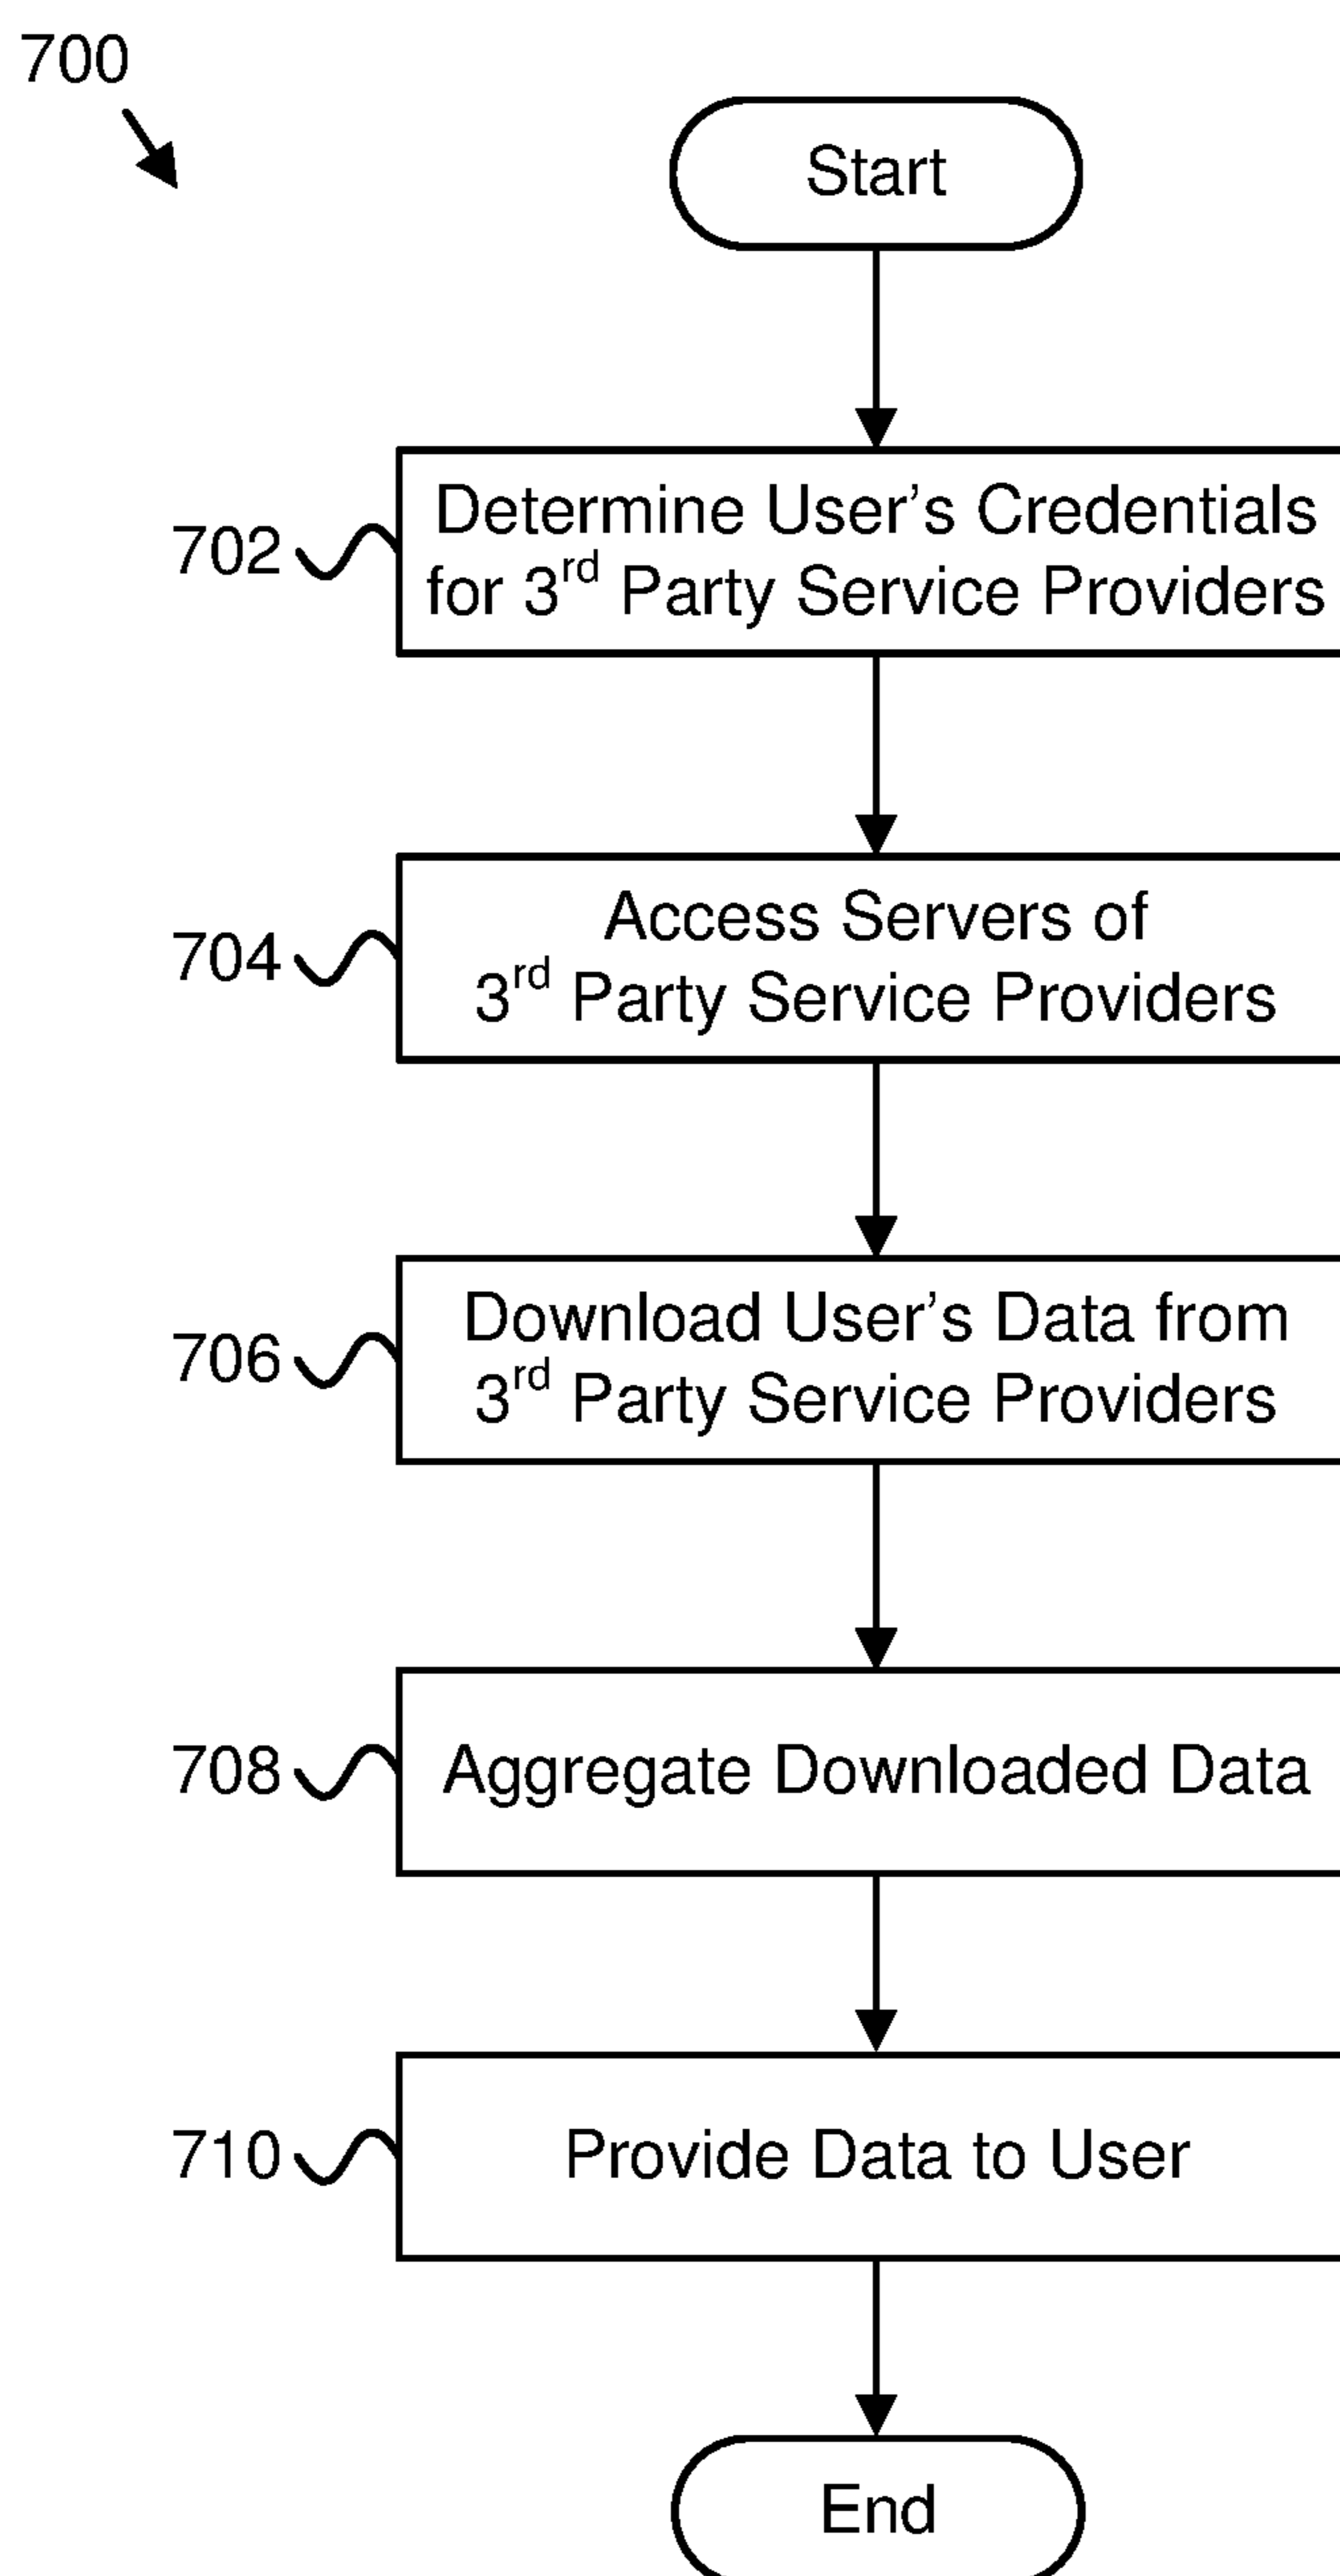 700
Start
702
Determine User's Credentials
for 3rd Party Service Providers
704
Access Servers of
3rd Party Service Providers
706
Download User's Data from
3rd Party Service Providers
708
Aggregate Downloaded Data
710
Provide Data to User
End